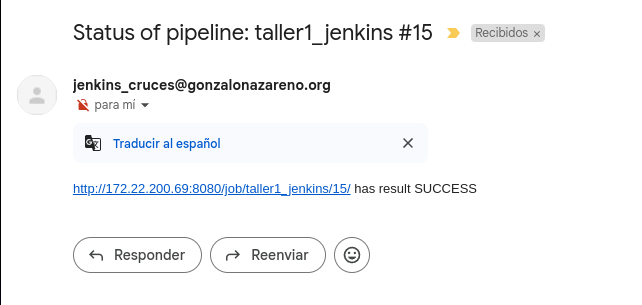 Status of pipeline: taller1_jenkins #15
Recibidos ×
jenkins_cruces@gonzalonazareno.org
para mí
Traducir al español
http://172.22.200.69:8080/job/taller1_jenkins/15/ has result SUCCESS
Responder
Reenviar